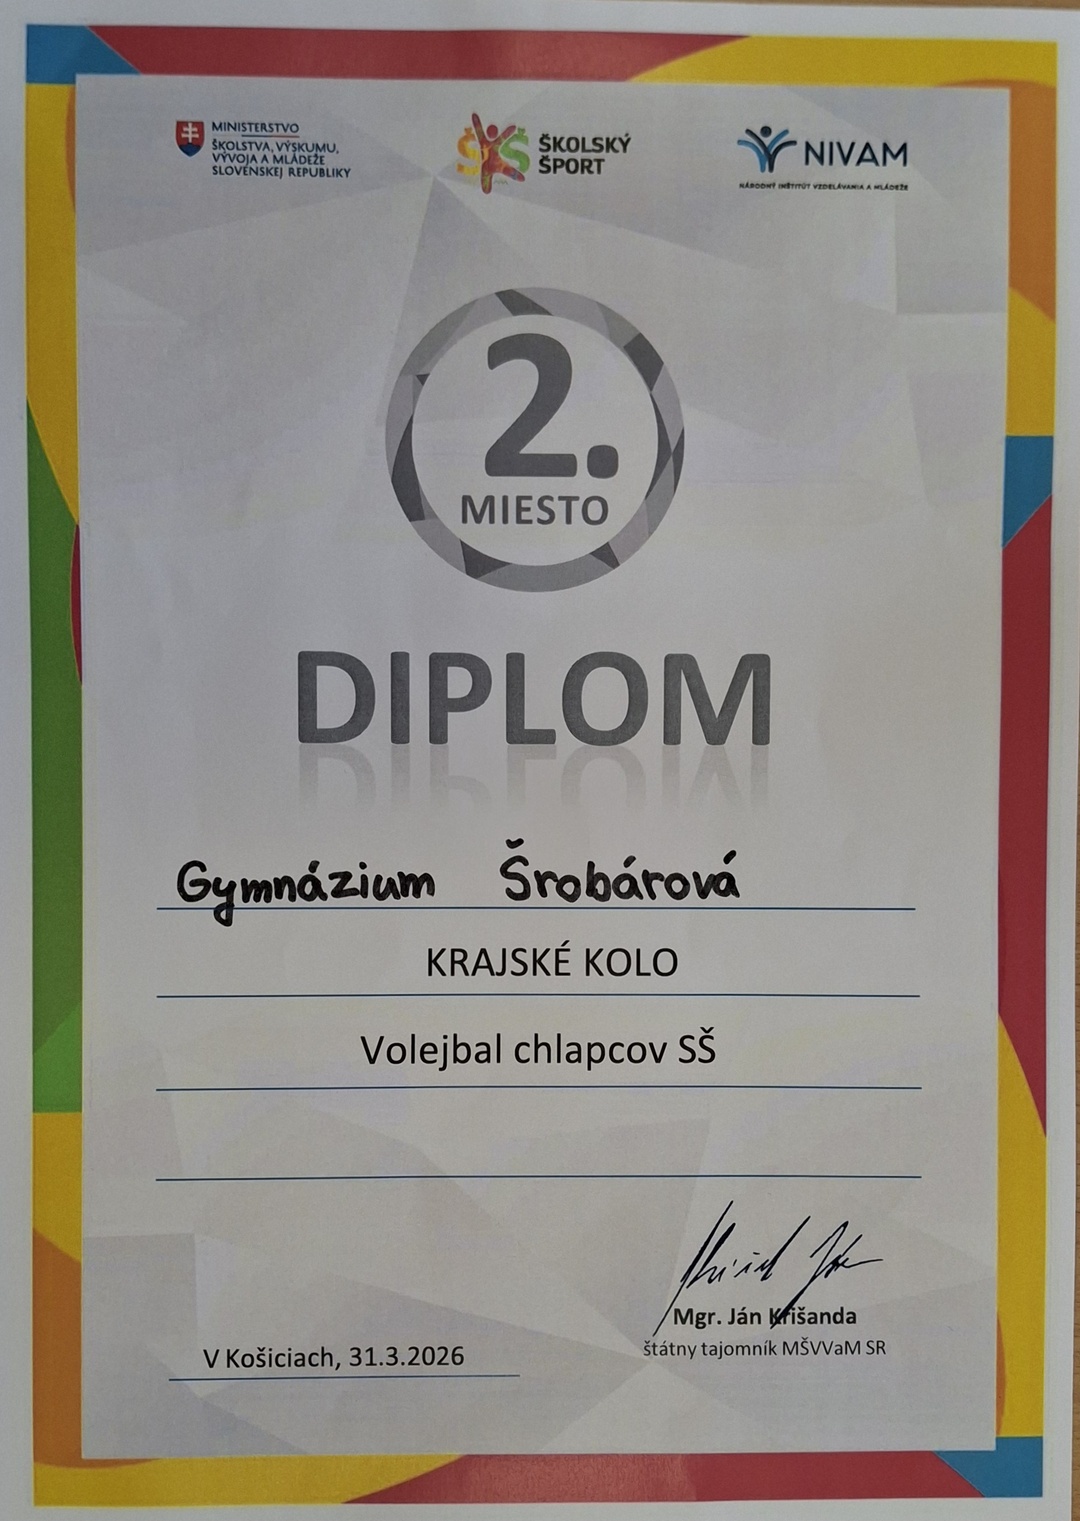 MINISTERSTVO
ŠKOLSTVA, VÝSKUMU,
VÝVOJA A MLÁDEŽE
SLOVENSKEJ REPUBLIKY
ŠŠ
ŠKOLSKÝ
ŠPORT
NIVAM
NÁRODNÝ INŠTITÚT VZDELÁVANIA A MLÁDEŽE
2.
MIESTO
DIPLOM
Gymnázium Šrobárová
KRAJSKÉ KOLO
Volejbal chlapcov SŠ
Mgr. Ján Krišanda
štátny tajomník MŠVVaM SR
V Košiciach, 31.3.2026